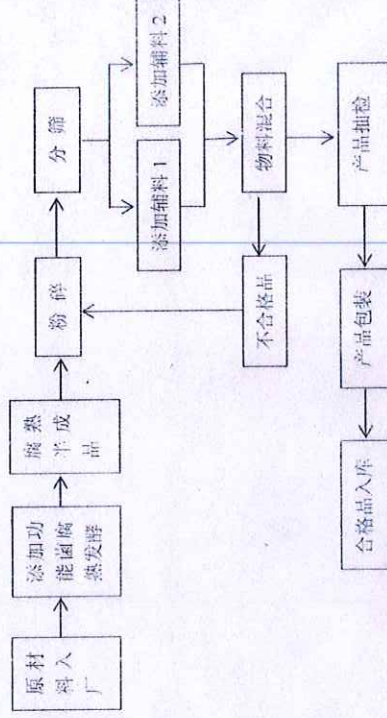 原材
料入
厂
添加功
能菌腐
熟发酵
腐熟
半成
品
粉碎
分筛
添加辅料1
添加辅料2
物料混合
不合格品
产品抽检
产品包装
合格品入库